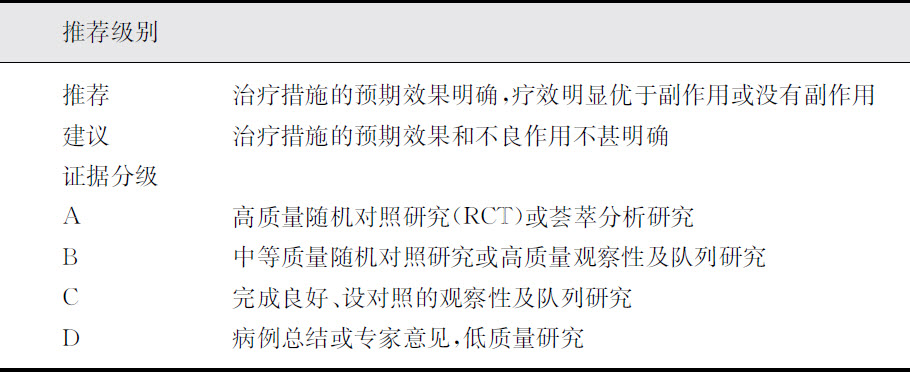 推荐级别
推荐 治疗措施的预期效果明确,疗效明显优于副作用或没有副作用
建议 治疗措施的预期效果和不良作用不甚明确
证据分级
A 高质量随机对照研究(RCT)或荟萃分析研究
B 中等质量随机对照研究或高质量观察性及队列研究
C 完成良好、设对照的观察性及队列研究
D 病例总结或专家意见,低质量研究